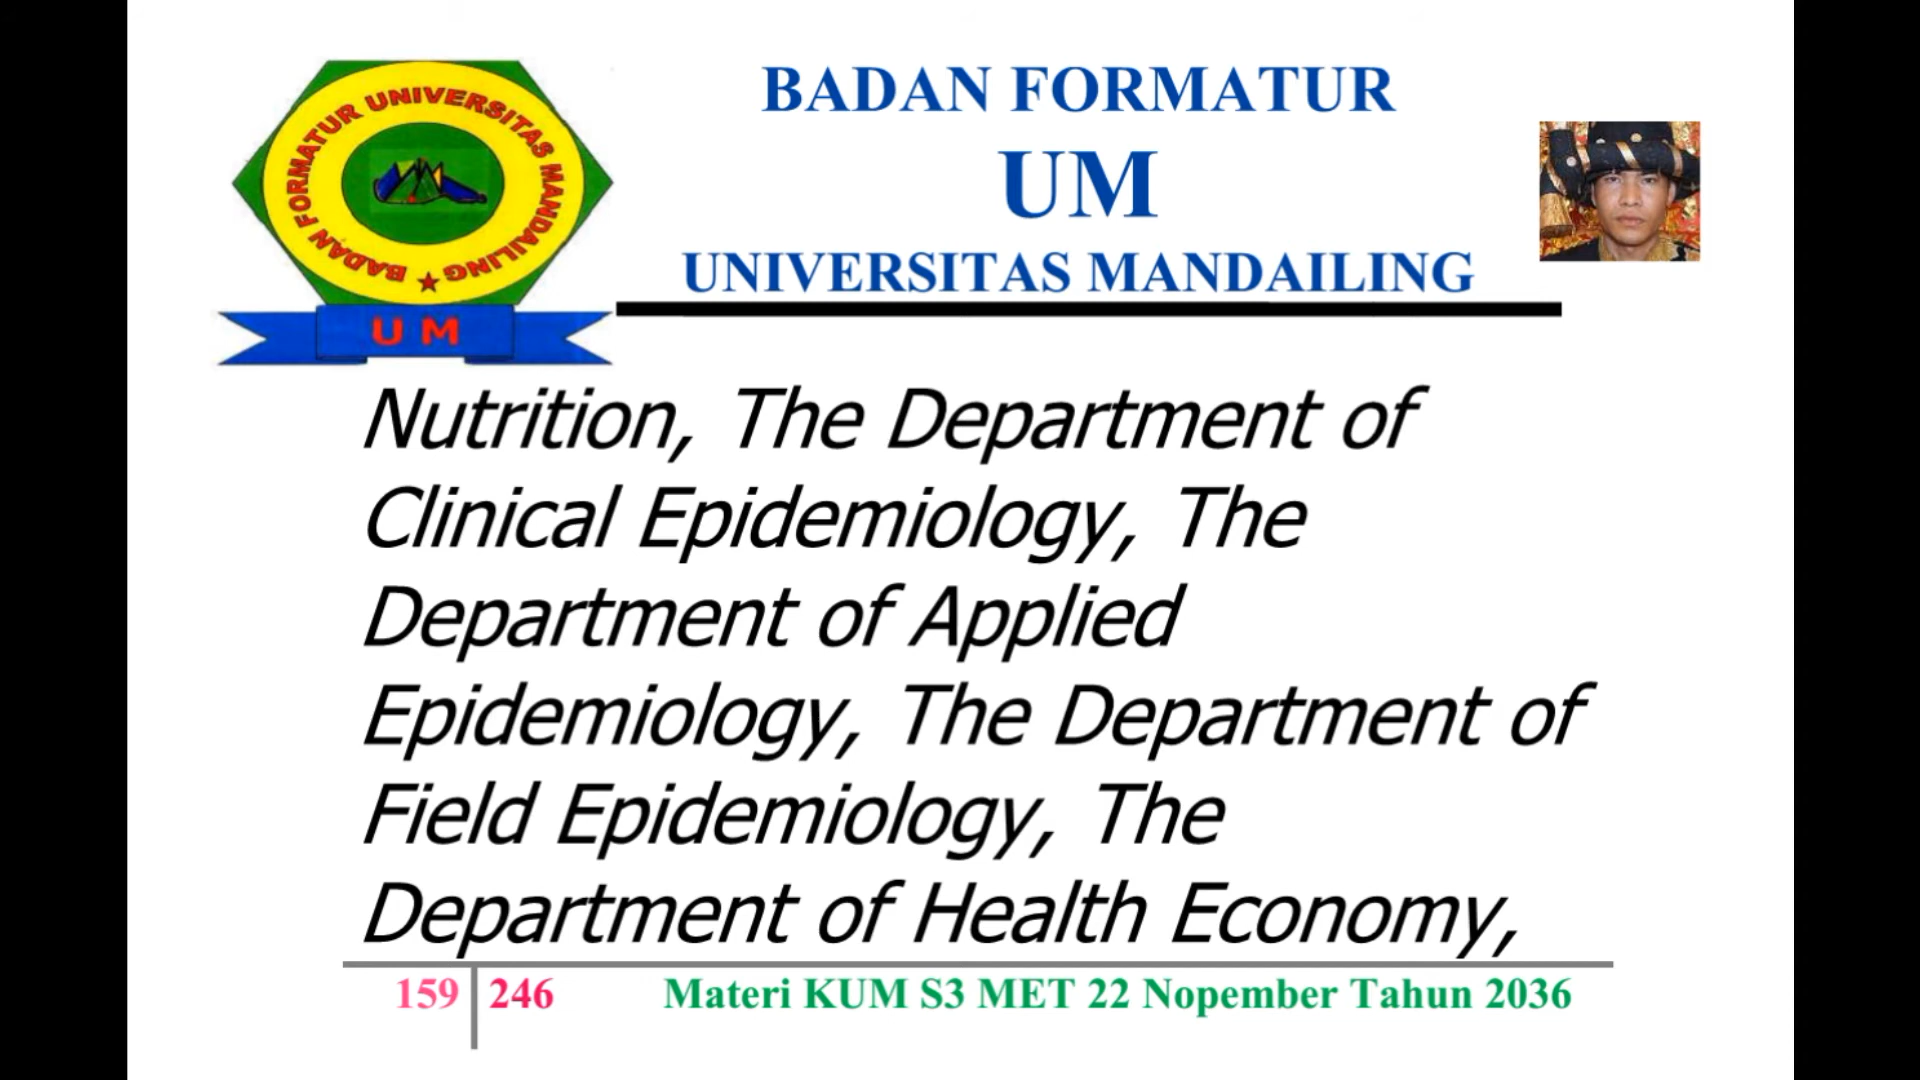 BADAN FORMATUR UNIVERSITAS MANDAILING
U M
BADAN FORMATUR
UM
UNIVERSITAS MANDAILING
Nutrition, The Department of
Clinical Epidemiology, The
Department of Applied
Epidemiology, The Department of
Field Epidemiology, The
Department of Health Economy,
159 246 Materi KUM S3 MET 22 Nopember Tahun 2036